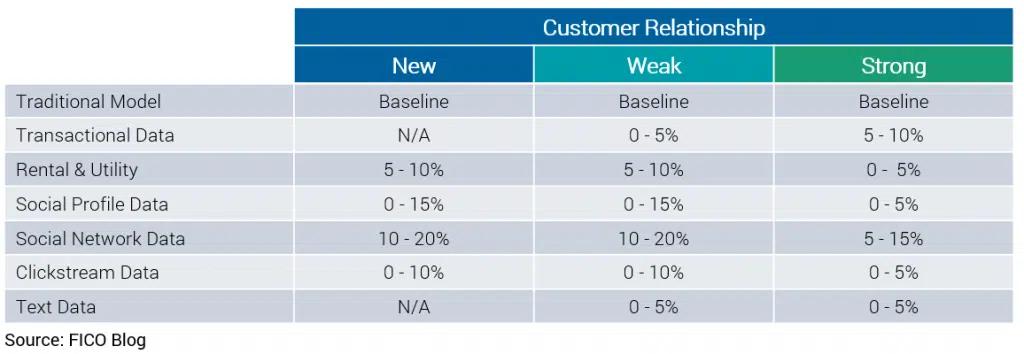 Customer Relationship
New Weak Strong
Traditional Model Baseline Baseline Baseline
Transactional Data N/A 0 - 5% 5 - 10%
Rental & Utility 5 - 10% 5 - 10% 0 - 5%
Social Profile Data 0 - 15% 0 - 15% 0 - 5%
Social Network Data 10 - 20% 10 - 20% 5 - 15%
Clickstream Data 0 - 10% 0 - 10% 0 - 5%
Text Data N/A 0 - 5% 0 - 5%
Source: FICO Blog